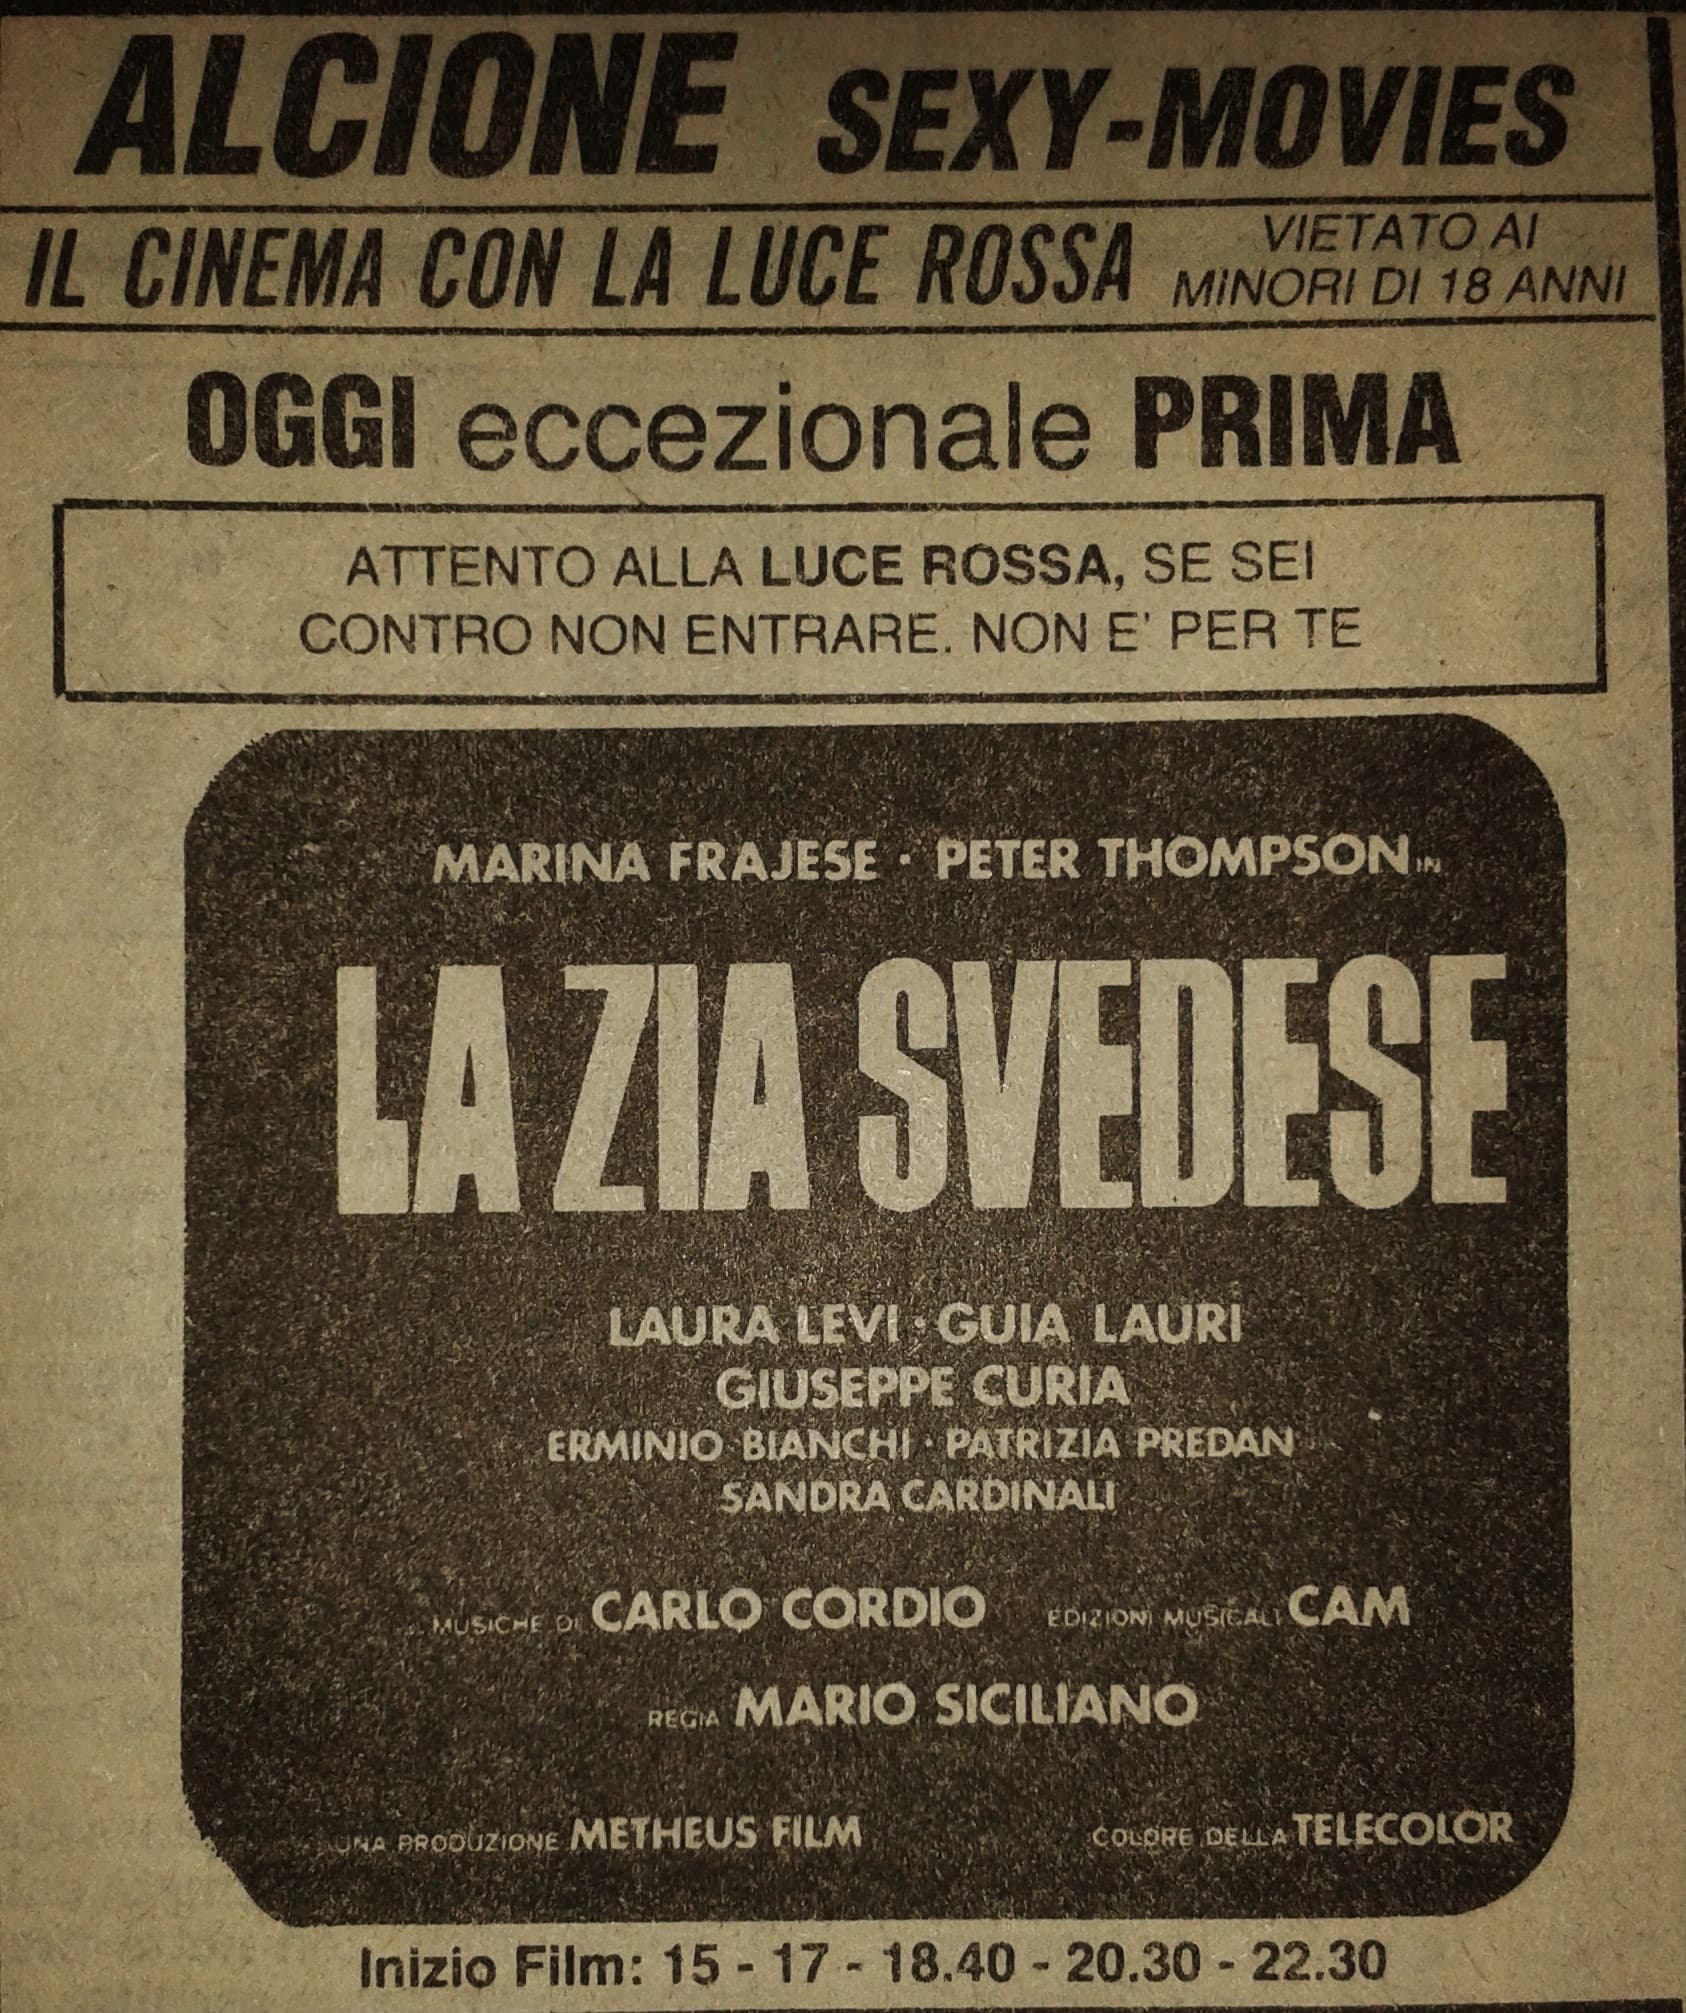 ALCIONE SEXY-MOVIES
IL CINEMA CON LA LUCE ROSSA
VIETATO AI
MINORI DI 18 ANNI
OGGI eccezionale PRIMA
ATTENTO ALLA LUCE ROSSA, SE SEI
CONTRO NON ENTRARE. NON E' PER TE
MARINA FRAJESE · PETER THOMPSON IN
LA ZIA SVEDESE
LAURA LEVI · GUIA LAURI
GIUSEPPE CURIA
ERMINIO BIANCHI · PATRIZIA PREDAN
SANDRA CARDINALI
MUSICHE DI CARLO CORDIO EDIZIONI MUSICALI CAM
REGIA MARIO SICILIANO
UNA PRODUZIONE METHEUS FILM COLORE DELLA TELECOLOR
Inizio Film: 15 - 17 - 18.40 - 20.30 - 22.30